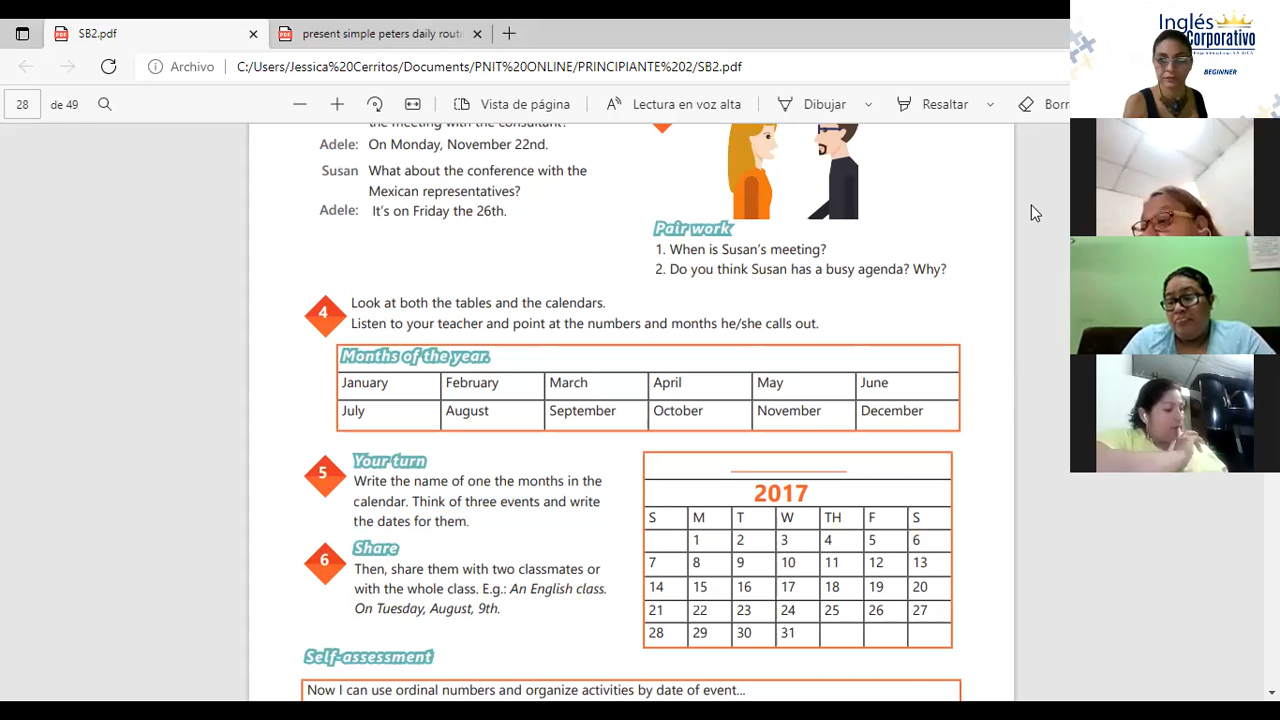 SB2.pdf
present simple peters daily rout
Archivo
C:/Users/Jessica%20Cerritos/Documents/PNL%20ONLINE/PRINCIPIANTE%202/SB2.pdf
28
de 49
Vista de página
Lectura en voz alta
Dibujar
Resaltar
Borr
Inglés
Corporativo
BEGINNER
the meeting with the consultant?
Adele: On Monday, November 22nd.
Susan What about the conference with the
Mexican representatives?
Adele: It's on Friday the 26th.
Pair work
1. When is Susan's meeting?
2. Do you think Susan has a busy agenda? Why?
4
Look at both the tables and the calendars.
Listen to your teacher and point at the numbers and months he/she calls out.
Months of the year.
January February March April May June
July August September October November December
5
Your turn
Write the name of one the months in the
calendar. Think of three events and write
the dates for them.
6
Share
Then, share them with two classmates or
with the whole class. E.g.: An English class.
On Tuesday, August, 9th.
2017
S M T W TH F S
1 2 3 4 5 6
7 8 9 10 11 12 13
14 15 16 17 18 19 20
21 22 23 24 25 26 27
28 29 30 31
Self-assessment
Now I can use ordinal numbers and organize activities by date of event...